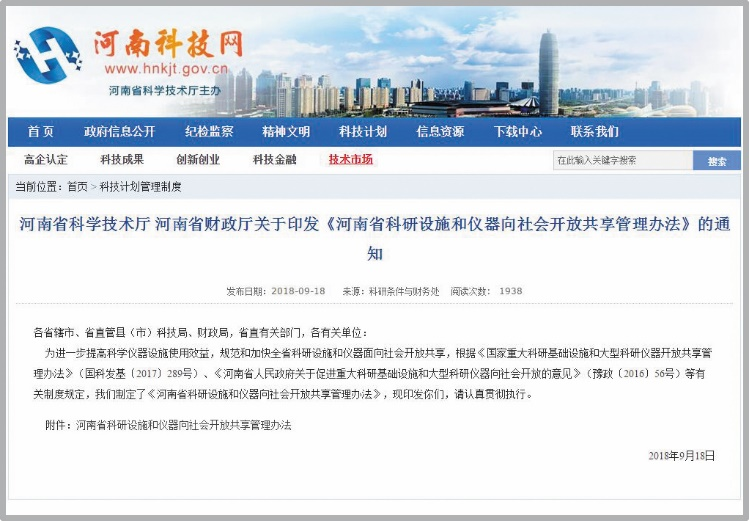 河南科技网
www.hnkjt.gov.cn
河南省科学技术厅主办
首 页 政府信息公开 纪检监察 精神文明 科技计划 信息资源 下载中心 联系我们
高企认定 科技成果 创新创业 科技金融 技术市场 在此输入关键字搜索 搜索
当前位置：首页 > 科技计划管理制度
河南省科学技术厅 河南省财政厅关于印发《河南省科研设施和仪器向社会开放共享管理办法》的通
知
发布日期：2018-09-18 来源：科研条件与财务处 阅读次数： 1938
各省辖市、省直管县（市）科技局、财政局，省直有关部门，各有关单位：
为进一步提高科学仪器设施使用效益，规范和加快全省科研设施和仪器面向社会开放共享，根据《国家重大科研基础设施和大型科研仪器开放共享管
理办法》（国科发基〔2017〕289号）、《河南省人民政府关于促进重大科研基础设施和大型科研仪器向社会开放的意见》（豫政〔2016〕56号）等有
关制度规定，我们制定了《河南省科研设施和仪器向社会开放共享管理办法》，现印发你们，请认真贯彻执行。
附件：河南省科研设施和仪器向社会开放共享管理办法
2018年9月18日